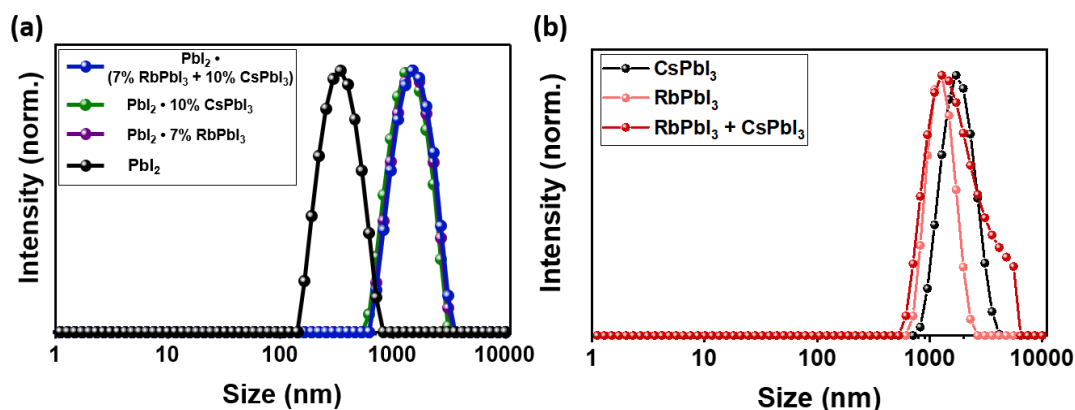 (a)
PbI₂ •
(7% RbPbI₃ + 10% CsPbI₃)
PbI₂ • 10% CsPbI₃
PbI₂ • 7% RbPbI₃
PbI₂
Intensity (norm.)
1 10 100 1000 10000
Size (nm)
(b)
CsPbI₃
RbPbI₃
RbPbI₃ + CsPbI₃
Intensity (norm.)
1 10 100 1000 10000
Size (nm)